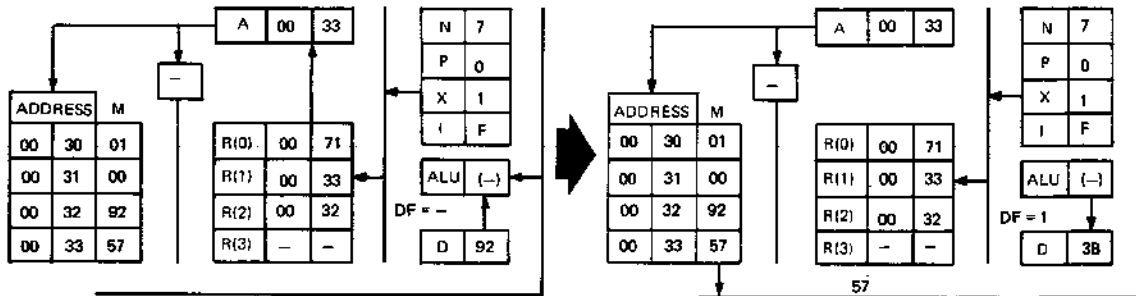 A 00 33
N 7
P 0
X 1
I F
–
ADDRESS M
00 30 01
00 31 00
00 32 92
00 33 57
R(0) 00 71
R(1) 00 33
R(2) 00 32
R(3) – –
ALU (–)
DF = –
D 92
A 00 33
N 7
P 0
X 1
I F
–
ADDRESS M
00 30 01
00 31 00
00 32 92
00 33 57
R(0) 00 71
R(1) 00 33
R(2) 00 32
R(3) – –
ALU (–)
DF = 1
D 3B
57